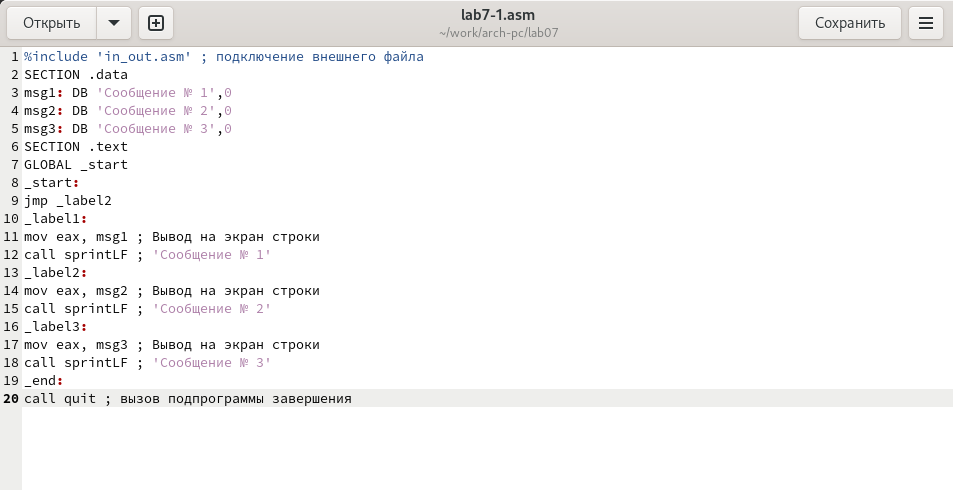 Открыть
lab7-1.asm
~/work/arch-pc/lab07
Сохранить
1 %include 'in_out.asm' ; подключение внешнего файла
2 SECTION .data
3 msg1: DB 'Сообщение № 1',0
4 msg2: DB 'Сообщение № 2',0
5 msg3: DB 'Сообщение № 3',0
6 SECTION .text
7 GLOBAL _start
8 _start:
9 jmp _label2
10 _label1:
11 mov eax, msg1 ; Вывод на экран строки
12 call sprintLF ; 'Сообщение № 1'
13 _label2:
14 mov eax, msg2 ; Вывод на экран строки
15 call sprintLF ; 'Сообщение № 2'
16 _label3:
17 mov eax, msg3 ; Вывод на экран строки
18 call sprintLF ; 'Сообщение № 3'
19 _end:
20 call quit ; вызов подпрограммы завершения